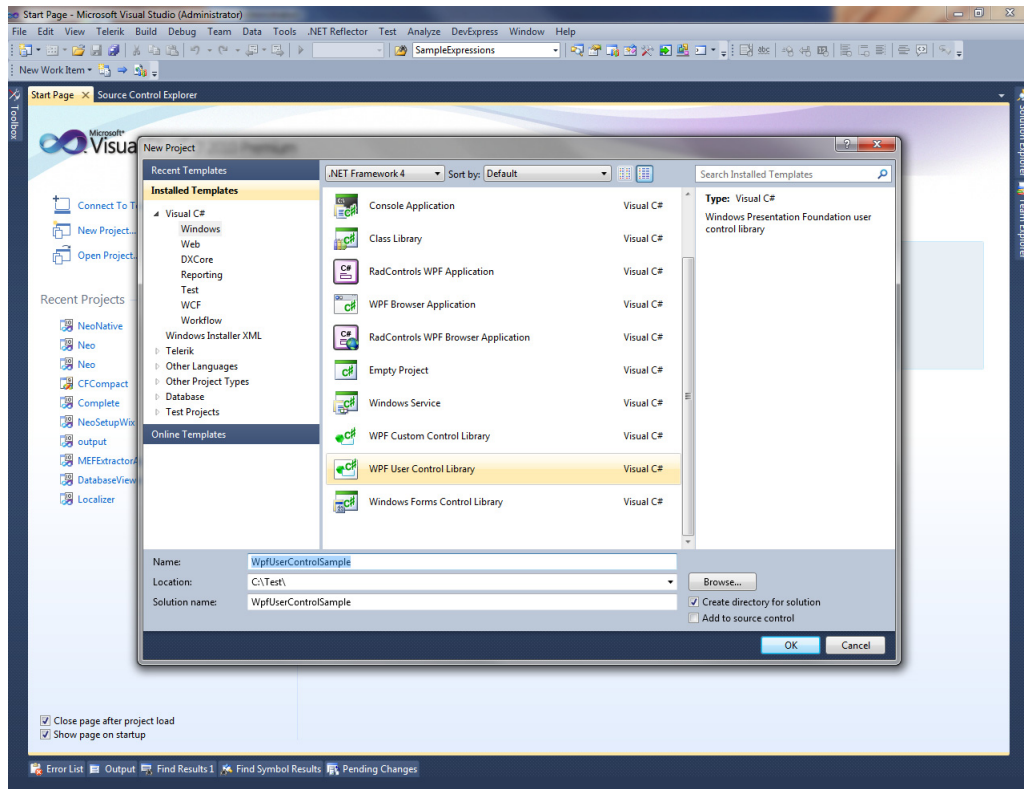 Start Page - Microsoft Visual Studio (Administrator)
File Edit View Telerik Build Debug Team Data Tools .NET Reflector Test Analyze DevExpress Window Help
SampleExpressions
New Work Item
Start Page Source Control Explorer
Toolbox
Solution Explorer
Team Explorer
Microsoft
Visua
Connect To T
New Project...
Open Project.
Recent Projects
NeoNative
Neo
Neo
CFCompact
Complete
NeoSetupWix
output
MEFExtractorA
DatabaseView
Localizer
New Project
Recent Templates
Installed Templates
Visual C#
Windows
Web
DXCore
Reporting
Test
WCF
Workflow
Windows Installer XML
Telerik
Other Languages
Other Project Types
Database
Test Projects
Online Templates
.NET Framework 4 Sort by: Default
Console Application Visual C#
Class Library Visual C#
RadControls WPF Application Visual C#
WPF Browser Application Visual C#
RadControls WPF Browser Application Visual C#
Empty Project Visual C#
Windows Service Visual C#
WPF Custom Control Library Visual C#
WPF User Control Library Visual C#
Windows Forms Control Library Visual C#
Search Installed Templates
Type: Visual C#
Windows Presentation Foundation user
control library
Name: WpfUserControlSample
Location: C:\Test\ Browse...
Solution name: WpfUserControlSample Create directory for solution
Add to source control
OK Cancel
Close page after project load
Show page on startup
Error List Output Find Results 1 Find Symbol Results Pending Changes